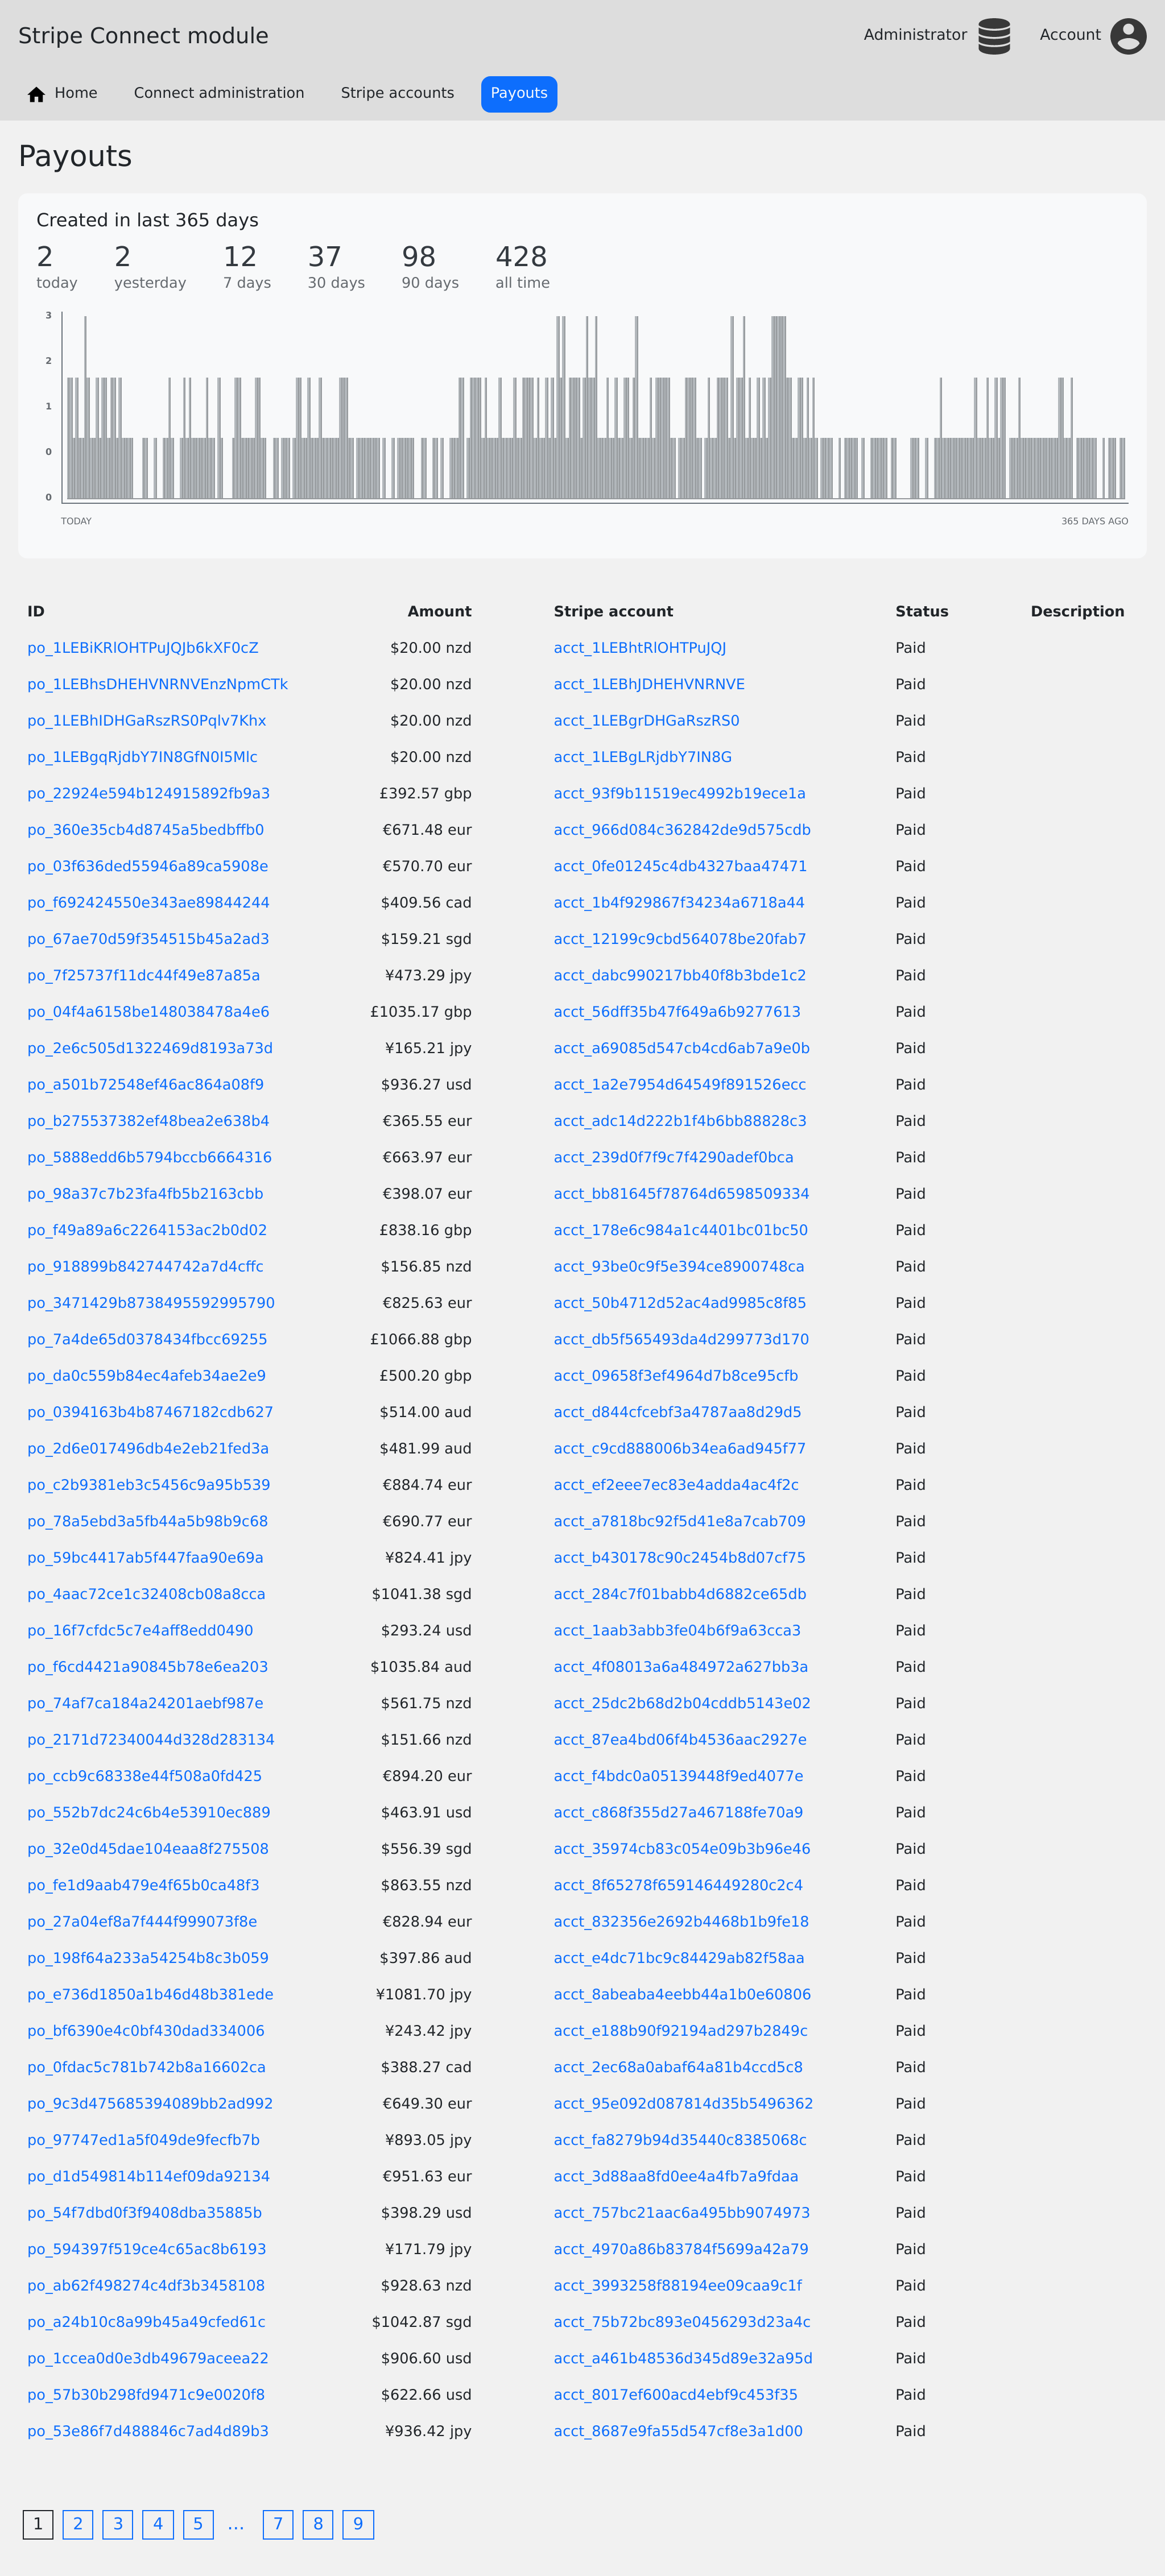 Stripe Connect module
Administrator
Account
Home Connect administration Stripe accounts Payouts
Payouts
Created in last 365 days
2 2 12 37 98 428
today yesterday 7 days 30 days 90 days all time
3
2
1
0
0
TODAY 365 DAYS AGO
ID Amount Stripe account Status Description
po_1LEBiKRlOHTPuJQJb6kXF0cZ $20.00 nzd acct_1LEBhtRlOHTPuJQJ Paid
po_1LEBhsDHEHVNRNVEnzNpmCTk $20.00 nzd acct_1LEBhJDHEHVNRNVE Paid
po_1LEBhIDHGaRszRS0Pqlv7Khx $20.00 nzd acct_1LEBgrDHGaRszRS0 Paid
po_1LEBgqRjdbY7IN8GfN0I5Mlc $20.00 nzd acct_1LEBgLRjdbY7IN8G Paid
po_22924e594b124915892fb9a3 £392.57 gbp acct_93f9b11519ec4992b19ece1a Paid
po_360e35cb4d8745a5bedbffb0 €671.48 eur acct_966d084c362842de9d575cdb Paid
po_03f636ded55946a89ca5908e €570.70 eur acct_0fe01245c4db4327baa47471 Paid
po_f692424550e343ae89844244 $409.56 cad acct_1b4f929867f34234a6718a44 Paid
po_67ae70d59f354515b45a2ad3 $159.21 sgd acct_12199c9cbd564078be20fab7 Paid
po_7f25737f11dc44f49e87a85a ¥473.29 jpy acct_dabc990217bb40f8b3bde1c2 Paid
po_04f4a6158be148038478a4e6 £1035.17 gbp acct_56dff35b47f649a6b9277613 Paid
po_2e6c505d1322469d8193a73d ¥165.21 jpy acct_a69085d547cb4cd6ab7a9e0b Paid
po_a501b72548ef46ac864a08f9 $936.27 usd acct_1a2e7954d64549f891526ecc Paid
po_b275537382ef48bea2e638b4 €365.55 eur acct_adc14d222b1f4b6bb88828c3 Paid
po_5888edd6b5794bccb6664316 €663.97 eur acct_239d0f7f9c7f4290adef0bca Paid
po_98a37c7b23fa4fb5b2163cbb €398.07 eur acct_bb81645f78764d6598509334 Paid
po_f49a89a6c2264153ac2b0d02 £838.16 gbp acct_178e6c984a1c4401bc01bc50 Paid
po_918899b842744742a7d4cffc $156.85 nzd acct_93be0c9f5e394ce8900748ca Paid
po_3471429b8738495592995790 €825.63 eur acct_50b4712d52ac4ad9985c8f85 Paid
po_7a4de65d0378434fbcc69255 £1066.88 gbp acct_db5f565493da4d299773d170 Paid
po_da0c559b84ec4afeb34ae2e9 £500.20 gbp acct_09658f3ef4964d7b8ce95cfb Paid
po_0394163b4b87467182cdb627 $514.00 aud acct_d844cfcebf3a4787aa8d29d5 Paid
po_2d6e017496db4e2eb21fed3a $481.99 aud acct_c9cd888006b34ea6ad945f77 Paid
po_c2b9381eb3c5456c9a95b539 €884.74 eur acct_ef2eee7ec83e4adda4ac4f2c Paid
po_78a5ebd3a5fb44a5b98b9c68 €690.77 eur acct_a7818bc92f5d41e8a7cab709 Paid
po_59bc4417ab5f447faa90e69a ¥824.41 jpy acct_b430178c90c2454b8d07cf75 Paid
po_4aac72ce1c32408cb08a8cca $1041.38 sgd acct_284c7f01babb4d6882ce65db Paid
po_16f7cfdc5c7e4aff8edd0490 $293.24 usd acct_1aab3abb3fe04b6f9a63cca3 Paid
po_f6cd4421a90845b78e6ea203 $1035.84 aud acct_4f08013a6a484972a627bb3a Paid
po_74af7ca184a24201aebf987e $561.75 nzd acct_25dc2b68d2b04cddb5143e02 Paid
po_2171d72340044d328d283134 $151.66 nzd acct_87ea4bd06f4b4536aac2927e Paid
po_ccb9c68338e44f508a0fd425 €894.20 eur acct_f4bdc0a05139448f9ed4077e Paid
po_552b7dc24c6b4e53910ec889 $463.91 usd acct_c868f355d27a467188fe70a9 Paid
po_32e0d45dae104eaa8f275508 $556.39 sgd acct_35974cb83c054e09b3b96e46 Paid
po_fe1d9aab479e4f65b0ca48f3 $863.55 nzd acct_8f65278f659146449280c2c4 Paid
po_27a04ef8a7f444f999073f8e €828.94 eur acct_832356e2692b4468b1b9fe18 Paid
po_198f64a233a54254b8c3b059 $397.86 aud acct_e4dc71bc9c84429ab82f58aa Paid
po_e736d1850a1b46d48b381ede ¥1081.70 jpy acct_8abeaba4eebb44a1b0e60806 Paid
po_bf6390e4c0bf430dad334006 ¥243.42 jpy acct_e188b90f92194ad297b2849c Paid
po_0fdac5c781b742b8a16602ca $388.27 cad acct_2ec68a0abaf64a81b4ccd5c8 Paid
po_9c3d475685394089bb2ad992 €649.30 eur acct_95e092d087814d35b5496362 Paid
po_97747ed1a5f049de9fecfb7b ¥893.05 jpy acct_fa8279b94d35440c8385068c Paid
po_d1d549814b114ef09da92134 €951.63 eur acct_3d88aa8fd0ee4a4fb7a9fdaa Paid
po_54f7dbd0f3f9408dba35885b $398.29 usd acct_757bc21aac6a495bb9074973 Paid
po_594397f519ce4c65ac8b6193 ¥171.79 jpy acct_4970a86b83784f5699a42a79 Paid
po_ab62f498274c4df3b3458108 $928.63 nzd acct_3993258f88194ee09caa9c1f Paid
po_a24b10c8a99b45a49cfed61c $1042.87 sgd acct_75b72bc893e0456293d23a4c Paid
po_1ccea0d0e3db49679aceea22 $906.60 usd acct_a461b48536d345d89e32a95d Paid
po_57b30b298fd9471c9e0020f8 $622.66 usd acct_8017ef600acd4ebf9c453f35 Paid
po_53e86f7d488846c7ad4d89b3 ¥936.42 jpy acct_8687e9fa55d547cf8e3a1d00 Paid
1 2 3 4 5 ... 7 8 9